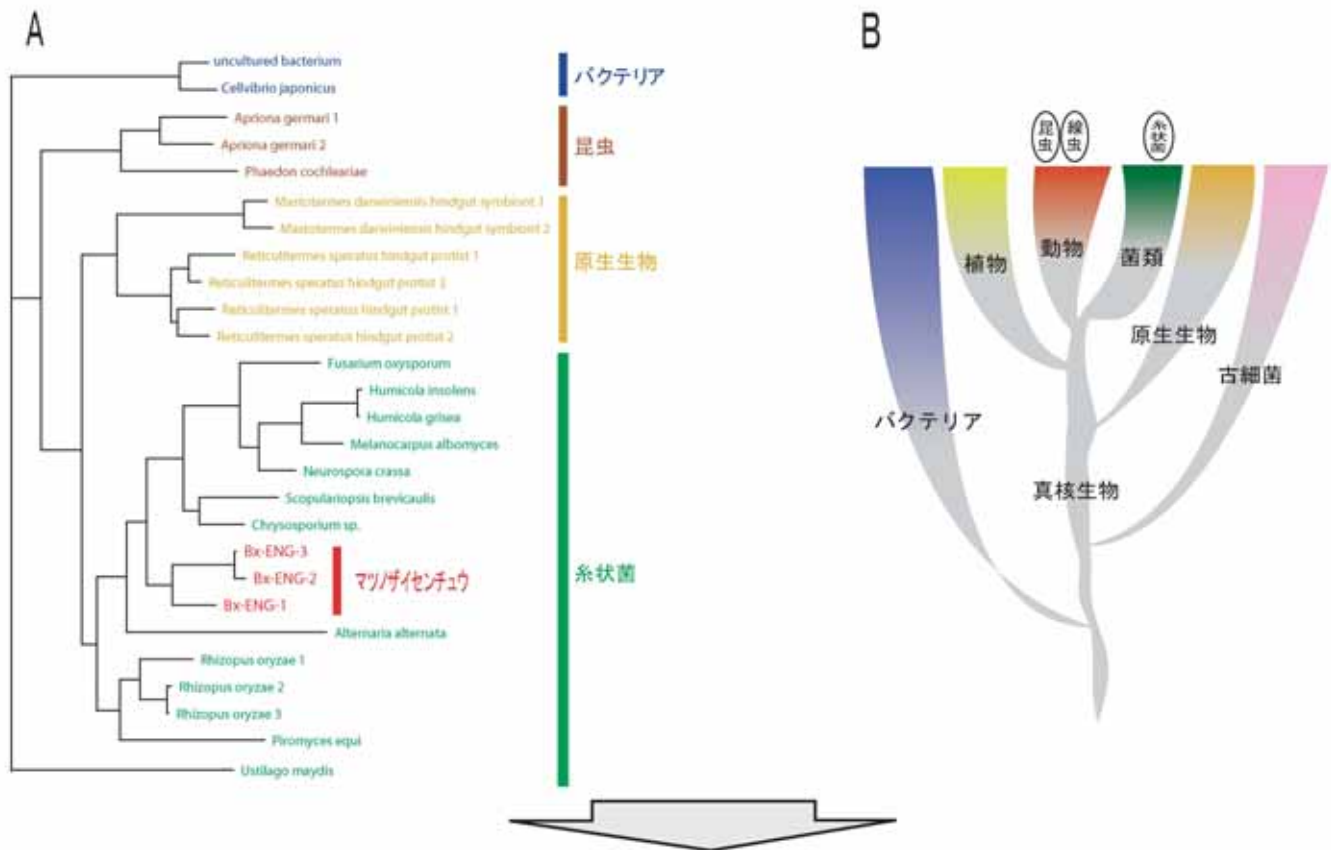 A
uncultured bacterium
Cellvibrio japonicus
バクテリア
Apriona germari 1
Apriona germari 2
Phaedon cochleariae
昆虫
Mastotermes darwiniensis hindgut symbiont 1
Mastotermes darwiniensis hindgut symbiont 2
Reticulitermes speratus hindgut protist 1
Reticulitermes speratus hindgut protist 2
Reticulitermes speratus hindgut protist 1
Reticulitermes speratus hindgut protist 2
原生生物
Fusarium oxysporum
Humicola insolens
Humicola grisea
Melanocarpus albomyces
Neurospora crassa
Scopulariopsis brevicaulis
Chrysosporium sp.
Bx-ENG-3
Bx-ENG-2
Bx-ENG-1
マツノザイセンチュウ
Alternaria alternata
Rhizopus oryzae 1
Rhizopus oryzae 2
Rhizopus oryzae 3
Piromyces equi
Ustilago maydis
糸状菌
B
昆虫
線虫
糸状菌
植物
動物
菌類
原生生物
古細菌
バクテリア
真核生物